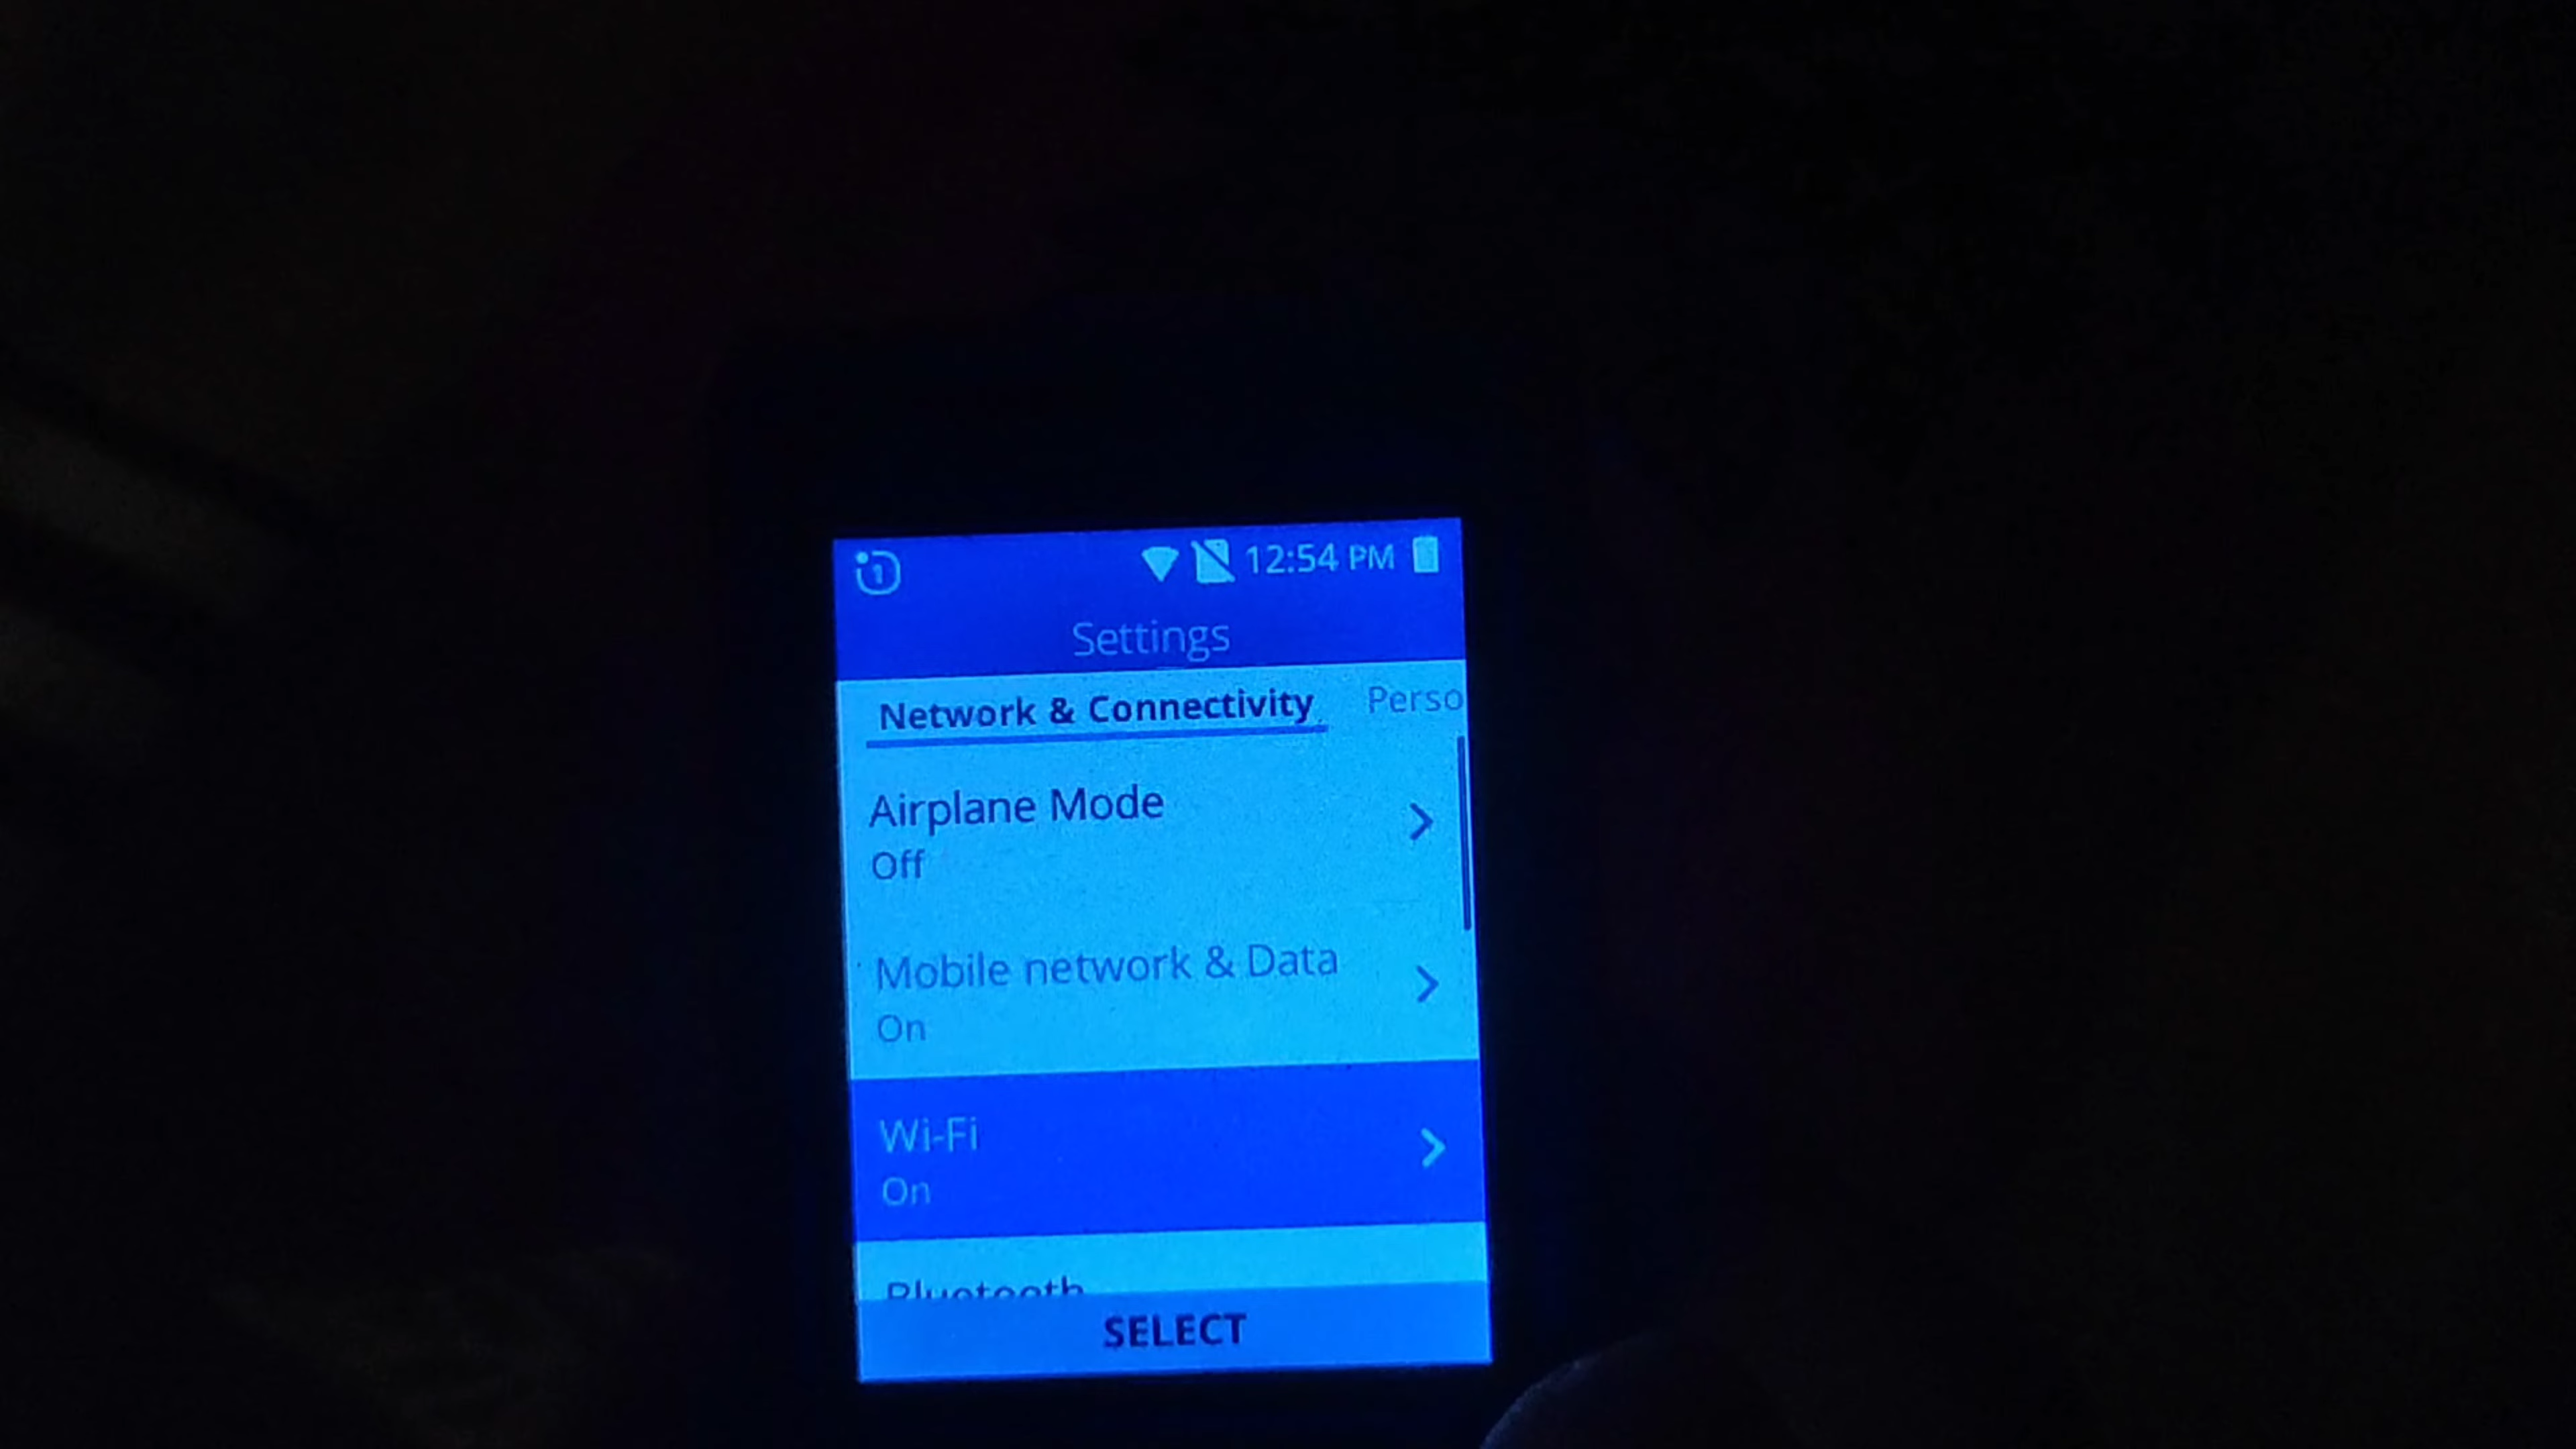 1 12:54 PM
Settings
Network & Connectivity Perso
Airplane Mode
Off
Mobile network & Data
On
Wi-Fi
On
Bluetooth
SELECT